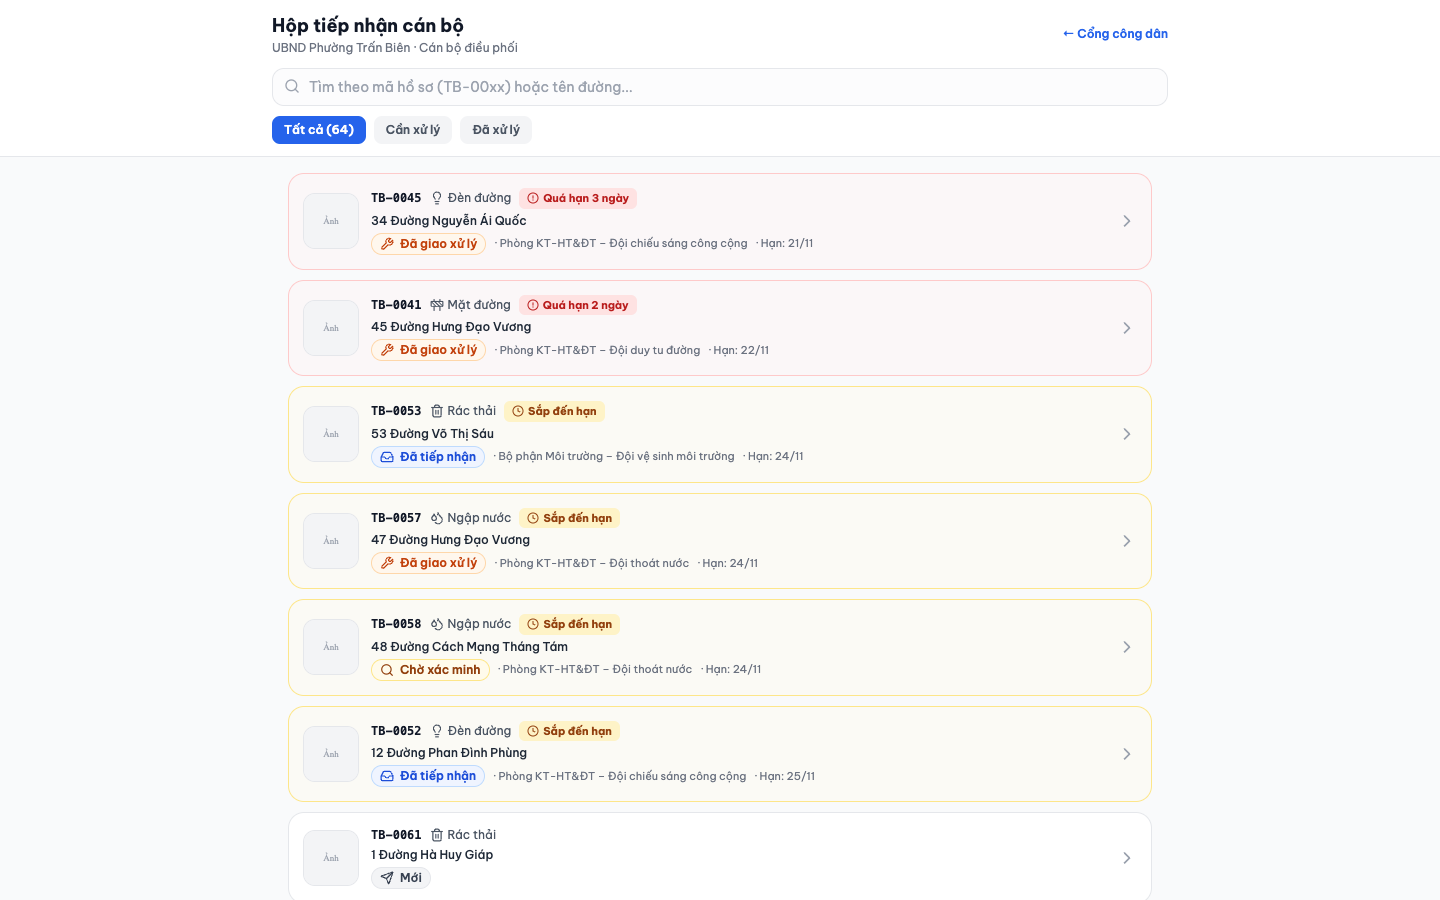 Hộp tiếp nhận cán bộ
UBND Phường Trấn Biên · Cán bộ điều phối
← Cổng công dân
Tìm theo mã hồ sơ (TB-00xx) hoặc tên đường...
Tất cả (64) Cần xử lý Đã xử lý
Ảnh
TB-0045 Đèn đường Quá hạn 3 ngày
34 Đường Nguyễn Ái Quốc
Đã giao xử lý · Phòng KT-HT&ĐT – Đội chiếu sáng công cộng · Hạn: 21/11
Ảnh
TB-0041 Mặt đường Quá hạn 2 ngày
45 Đường Hưng Đạo Vương
Đã giao xử lý · Phòng KT-HT&ĐT – Đội duy tu đường · Hạn: 22/11
Ảnh
TB-0053 Rác thải Sắp đến hạn
53 Đường Võ Thị Sáu
Đã tiếp nhận · Bộ phận Môi trường – Đội vệ sinh môi trường · Hạn: 24/11
Ảnh
TB-0057 Ngập nước Sắp đến hạn
47 Đường Hưng Đạo Vương
Đã giao xử lý · Phòng KT-HT&ĐT – Đội thoát nước · Hạn: 24/11
Ảnh
TB-0058 Ngập nước Sắp đến hạn
48 Đường Cách Mạng Tháng Tám
Chờ xác minh · Phòng KT-HT&ĐT – Đội thoát nước · Hạn: 24/11
Ảnh
TB-0052 Đèn đường Sắp đến hạn
12 Đường Phan Đình Phùng
Đã tiếp nhận · Phòng KT-HT&ĐT – Đội chiếu sáng công cộng · Hạn: 25/11
Ảnh
TB-0061 Rác thải
1 Đường Hà Huy Giáp
Mới